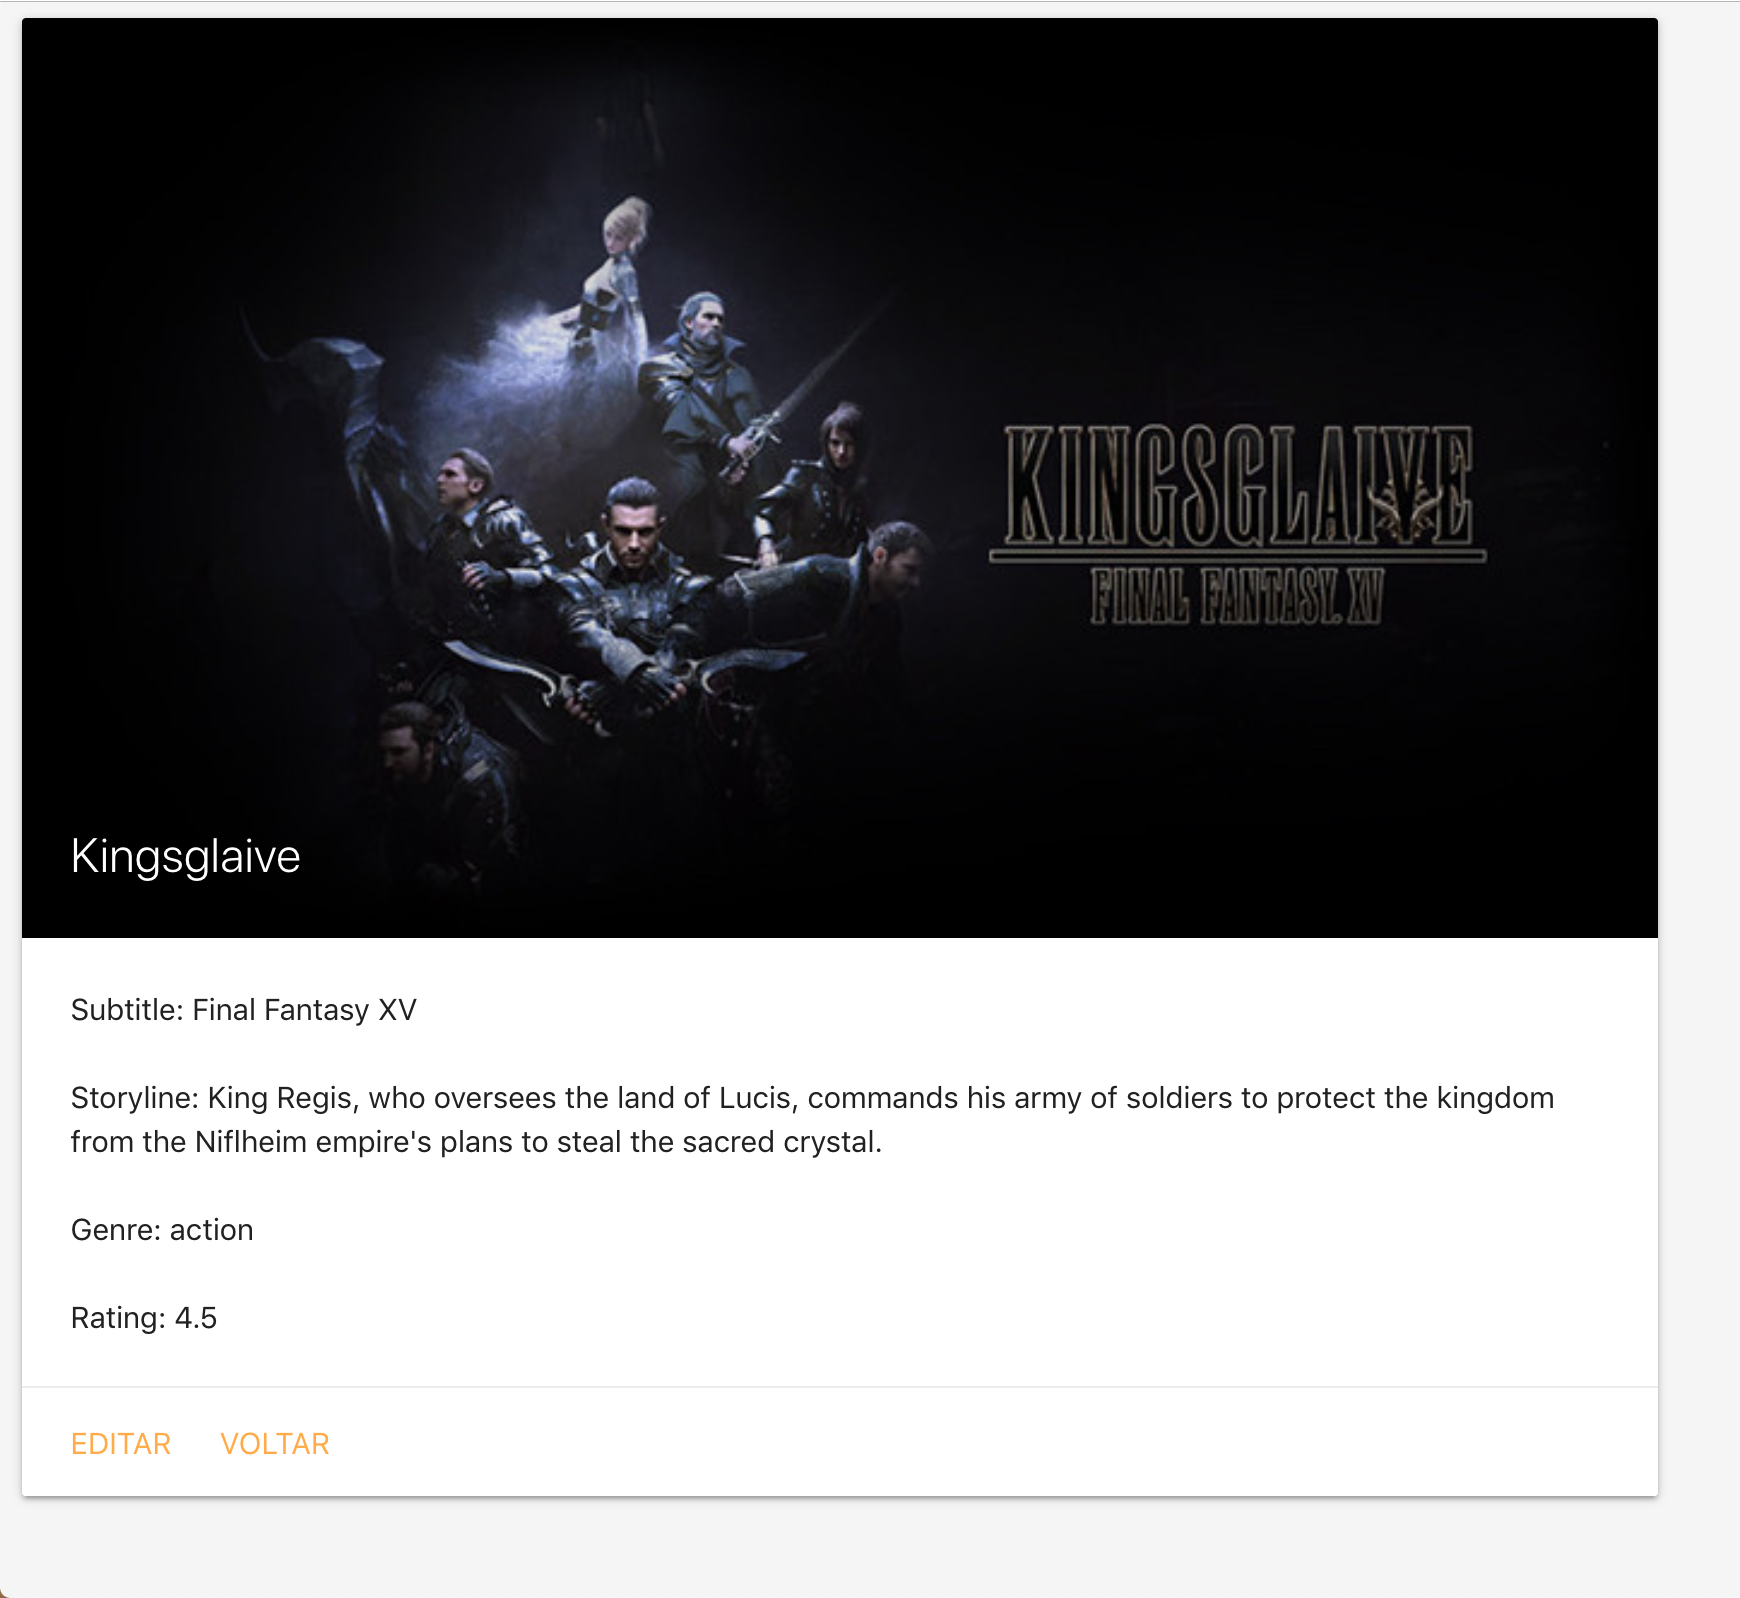 KINGSGLAIVE
FINAL FANTASY XV
Kingsglaive
Subtitle: Final Fantasy XV
Storyline: King Regis, who oversees the land of Lucis, commands his army of soldiers to protect the kingdom
from the Niflheim empire's plans to steal the sacred crystal.
Genre: action
Rating: 4.5
EDITAR VOLTAR